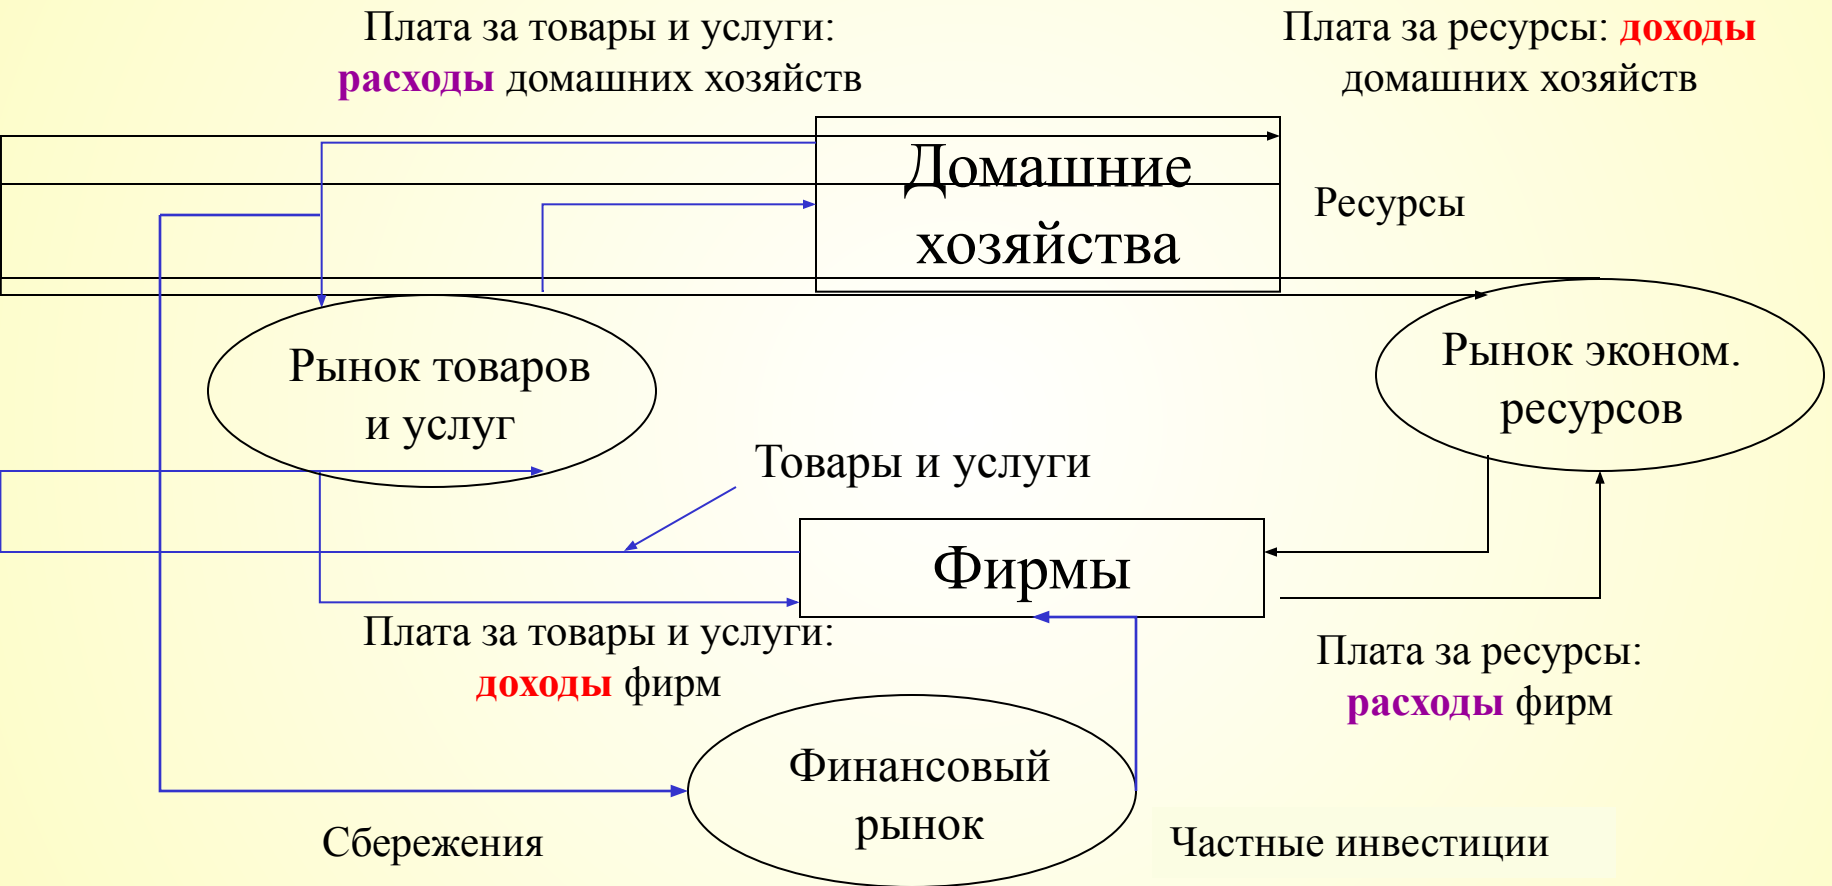 Плата за товары и услуги:
расходы домашних хозяйств
Плата за ресурсы: доходы
домашних хозяйств
Домашние
хозяйства
Ресурсы
Рынок товаров
и услуг
Рынок эконом.
ресурсов
Товары и услуги
Фирмы
Плата за товары и услуги:
доходы фирм
Плата за ресурсы:
расходы фирм
Финансовый
рынок
Сбережения
Частные инвестиции